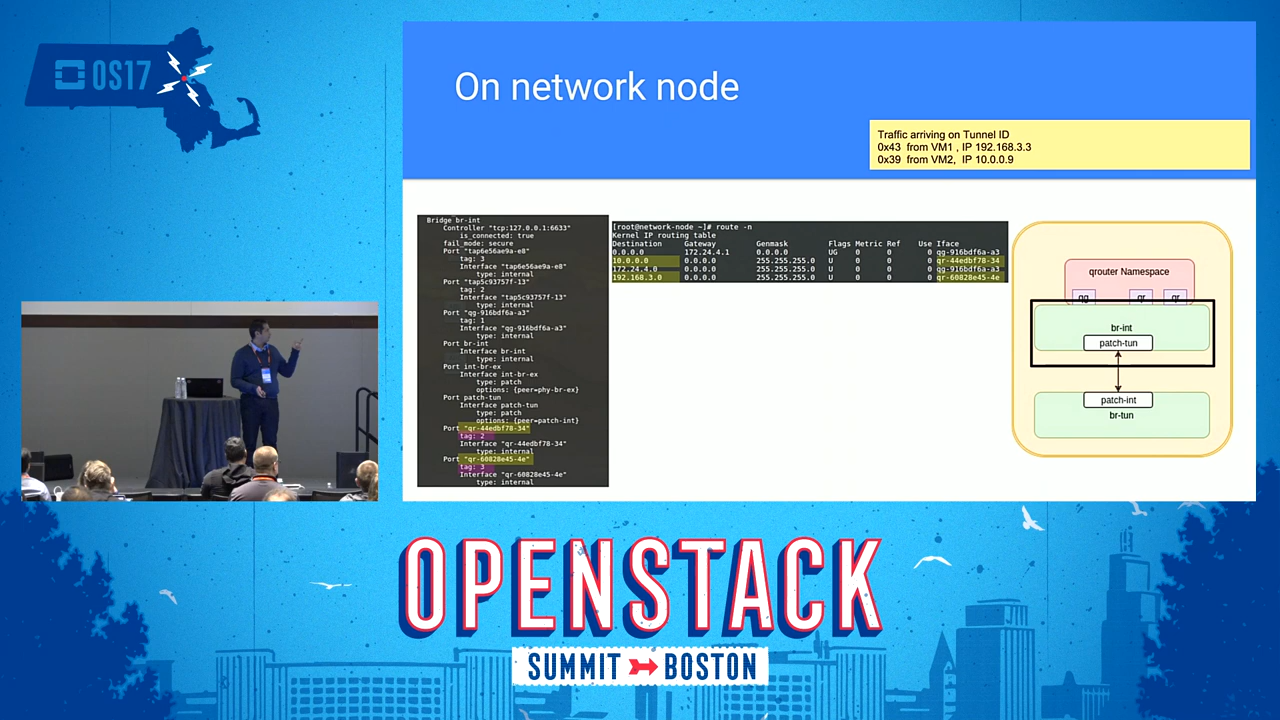 OS17
On network node
Traffic arriving on Tunnel ID
0x43 from VM1 , IP 192.168.3.3
0x39 from VM2, IP 10.0.0.9
Bridge br-int
Controller "tcp:127.0.0.1:6633"
is_connected: true
fail_mode: secure
Port "tap6e56ae9a-e8"
tag: 3
Interface "tap6e56ae9a-e8"
type: internal
Port "tap5c93757f-13"
tag: 2
Interface "tap5c93757f-13"
type: internal
Port "qg-916bdf6a-a3"
tag: 1
Interface "qg-916bdf6a-a3"
type: internal
Port br-int
Interface br-int
type: internal
Port int-br-ex
Interface int-br-ex
type: patch
options: {peer=phy-br-ex}
Port patch-tun
Interface patch-tun
type: patch
options: {peer=patch-int}
Port "qr-44edbf78-34"
tag: 2
Interface "qr-44edbf78-34"
type: internal
Port "qr-60828e45-4e"
tag: 3
Interface "qr-60828e45-4e"
type: internal
[root@network-node ~]# route -n
Kernel IP routing table
Destination Gateway Genmask Flags Metric Ref Use Iface
0.0.0.0 172.24.4.1 0.0.0.0 UG 0 0 0 qg-916bdf6a-a3
10.0.0.0 0.0.0.0 255.255.255.0 U 0 0 0 qr-44edbf78-34
172.24.4.0 0.0.0.0 255.255.255.0 U 0 0 0 qg-916bdf6a-a3
192.168.3.0 0.0.0.0 255.255.255.0 U 0 0 0 qr-60828e45-4e
qrouter Namespace
qg qr qr
br-int
patch-tun
patch-int
br-tun
OPENSTACK
SUMMIT BOSTON